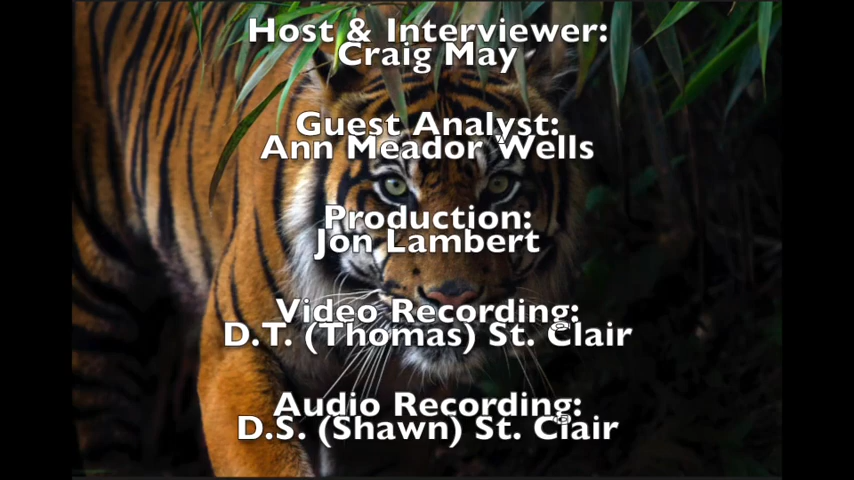 Host & Interviewer:
Craig May
Guest Analyst:
Ann Meador Wells
Production:
Jon Lambert
Video Recording:
D.T. (Thomas) St. Clair
Audio Recording:
D.S. (Shawn) St. Clair